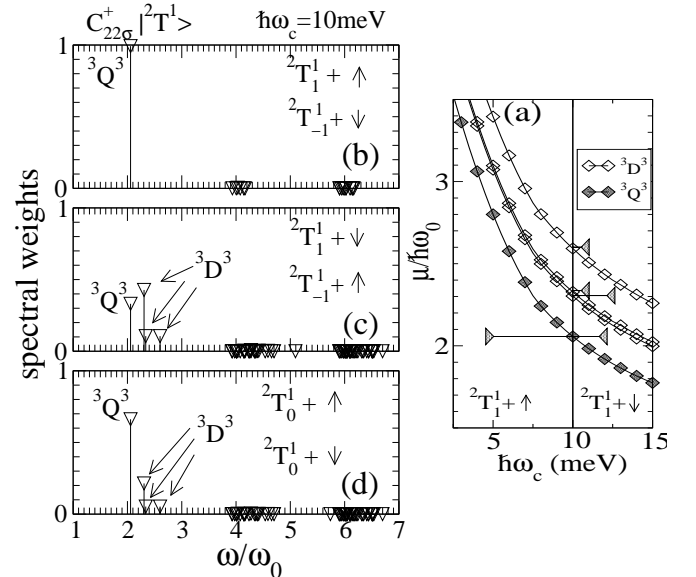 C⁺₂₂σ |²T¹> ħω_c=10meV
1
³Q³
²T¹₁ + ↑
²T¹₋₁ + ↓
(b)
0
1
³D³
²T¹₁ + ↓
³Q³
²T¹₋₁ + ↑
(c)
0
1
³Q³
²T¹₀ + ↑
³D³
²T¹₀ + ↓
(d)
0
1 2 3 4 5 6 7
ω/ω₀
spectral weights
(a)
³D³
³Q³
3
2
μ/ħω₀
²T¹₁+ ↑ ²T¹₁+ ↓
5 10 15
ħω_c (meV)